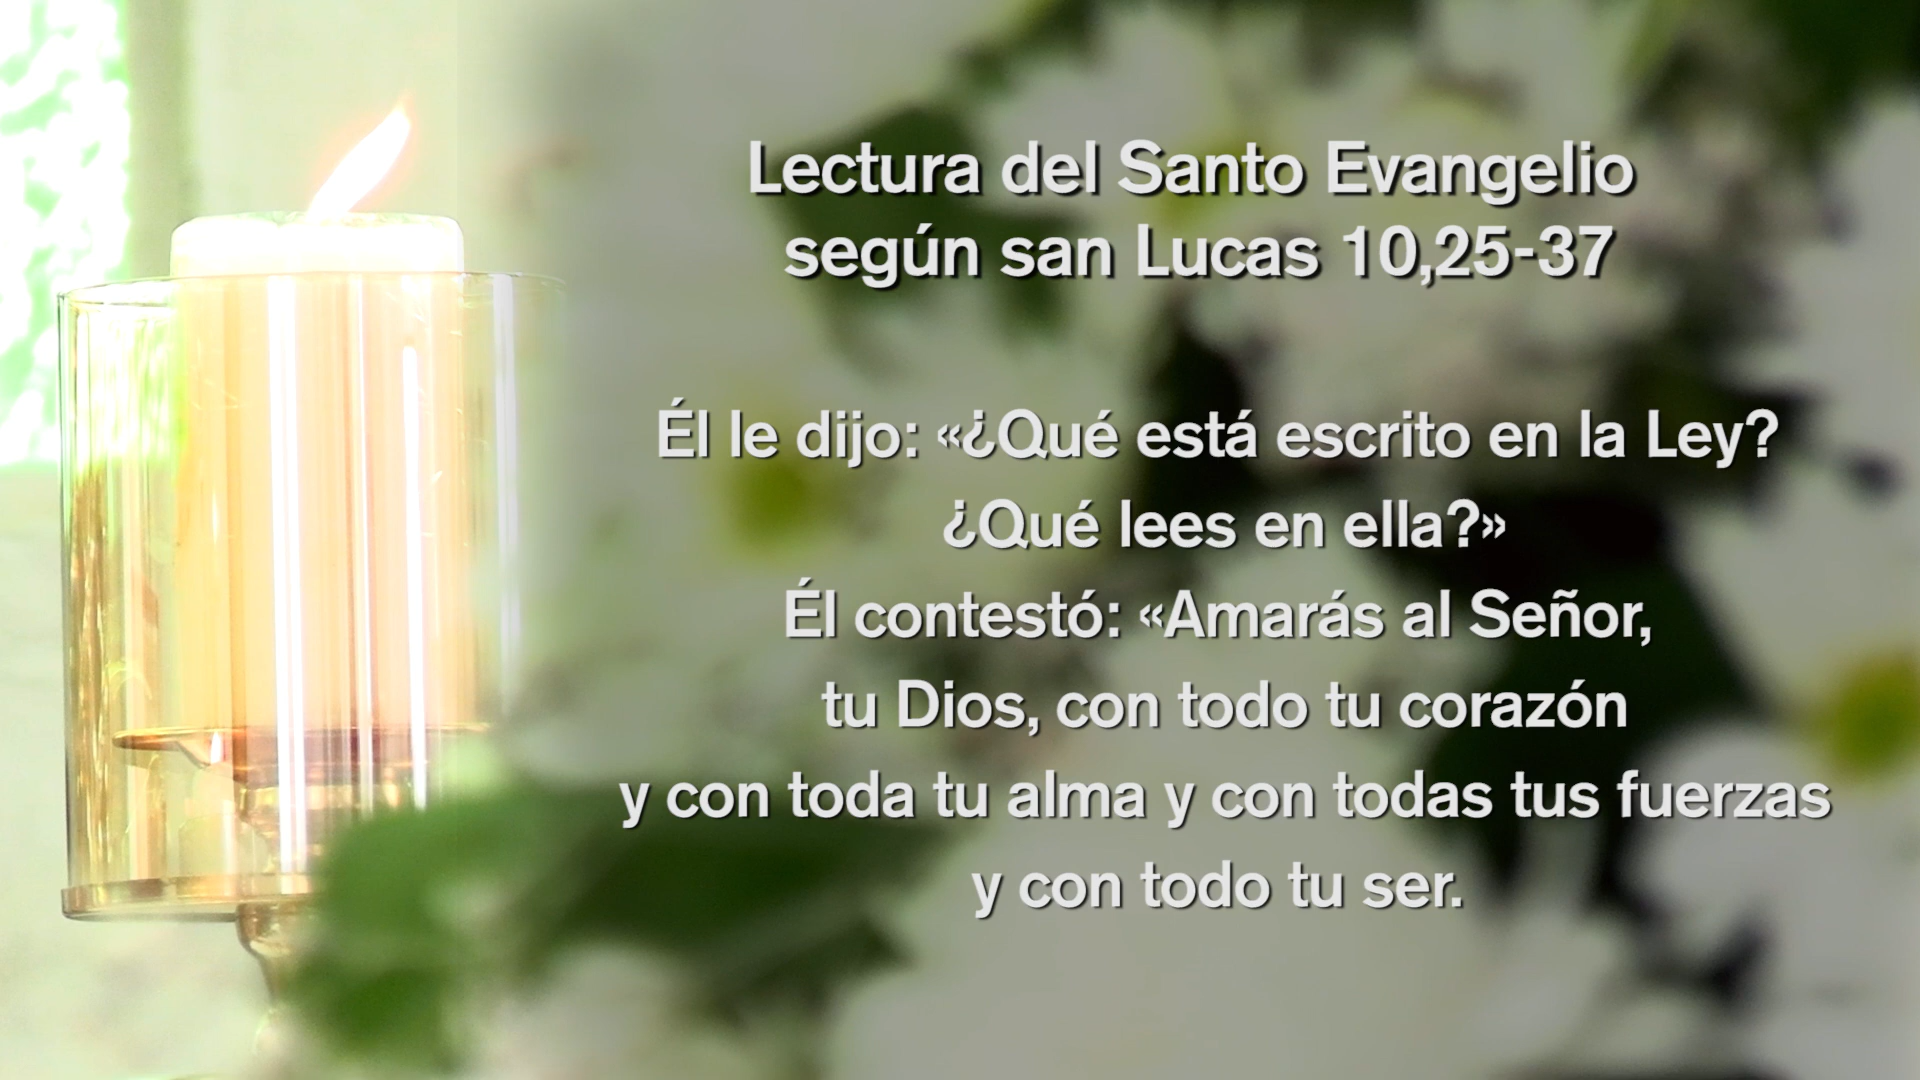 Lectura del Santo Evangelio
según san Lucas 10,25-37
Él le dijo: «¿Qué está escrito en la Ley?
¿Qué lees en ella?»
Él contestó: «Amarás al Señor,
tu Dios, con todo tu corazón
y con toda tu alma y con todas tus fuerzas
y con todo tu ser.